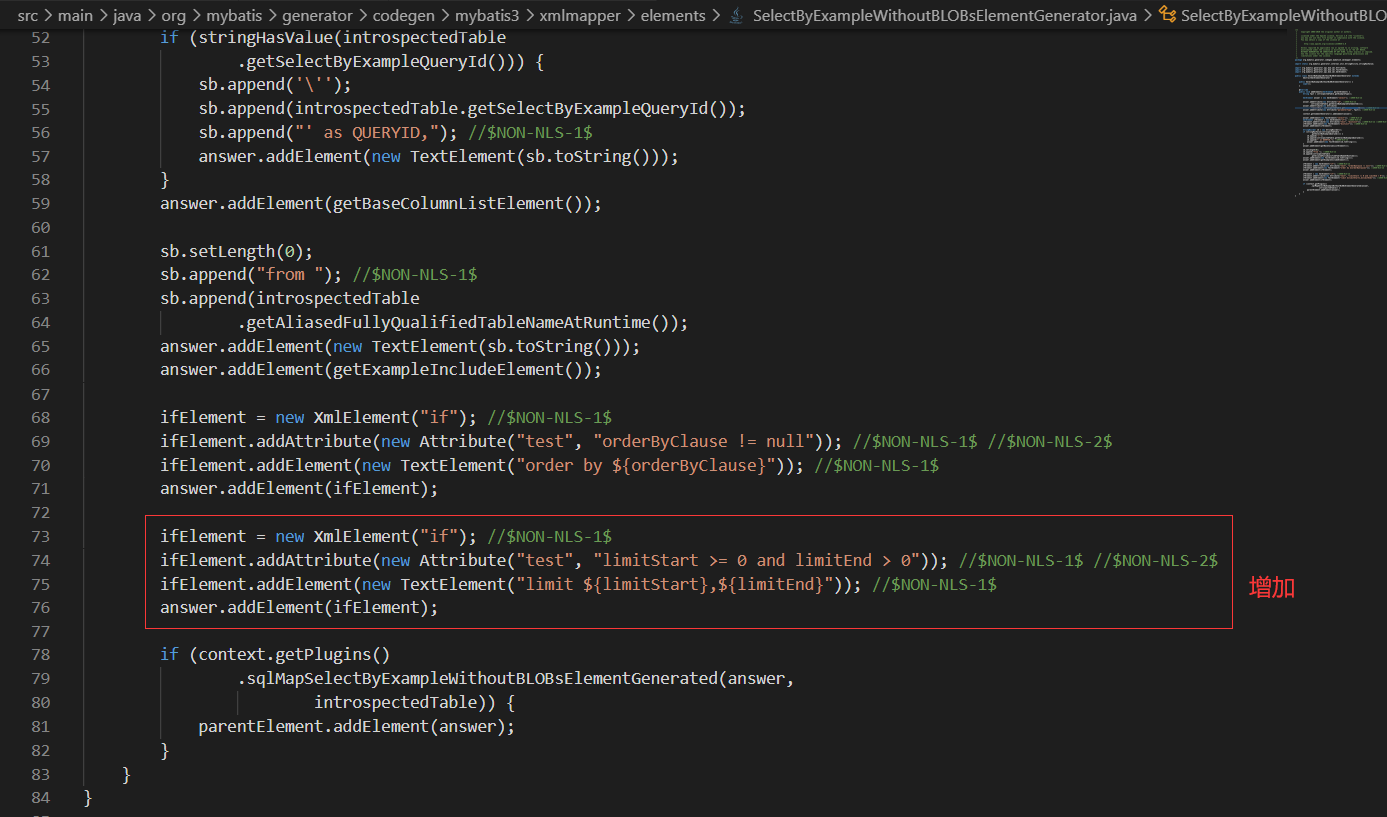 src > main > java > org > mybatis > generator > codegen > mybatis3 > xmlmapper > elements > SelectByExampleWithoutBLOBsElementGenerator.java > SelectByExampleWithoutBLO
52 if (stringHasValue(introspectedTable
53 .getSelectByExampleQueryId())) {
54 sb.append('\'');
55 sb.append(introspectedTable.getSelectByExampleQueryId());
56 sb.append("' as QUERYID,"); //$NON-NLS-1$
57 answer.addElement(new TextElement(sb.toString()));
58 }
59 answer.addElement(getBaseColumnListElement());
60
61 sb.setLength(0);
62 sb.append("from "); //$NON-NLS-1$
63 sb.append(introspectedTable
64 .getAliasedFullyQualifiedTableNameAtRuntime());
65 answer.addElement(new TextElement(sb.toString()));
66 answer.addElement(getExampleIncludeElement());
67
68 ifElement = new XmlElement("if"); //$NON-NLS-1$
69 ifElement.addAttribute(new Attribute("test", "orderByClause != null")); //$NON-NLS-1$ //$NON-NLS-2$
70 ifElement.addElement(new TextElement("order by ${orderByClause}")); //$NON-NLS-1$
71 answer.addElement(ifElement);
72
73 ifElement = new XmlElement("if"); //$NON-NLS-1$
74 ifElement.addAttribute(new Attribute("test", "limitStart >= 0 and limitEnd > 0")); //$NON-NLS-1$ //$NON-NLS-2$
75 ifElement.addElement(new TextElement("limit ${limitStart},${limitEnd}")); //$NON-NLS-1$
增加
76 answer.addElement(ifElement);
77
78 if (context.getPlugins()
79 .sqlMapSelectByExampleWithoutBLOBsElementGenerated(answer,
80 introspectedTable)) {
81 parentElement.addElement(answer);
82 }
83 }
84 }